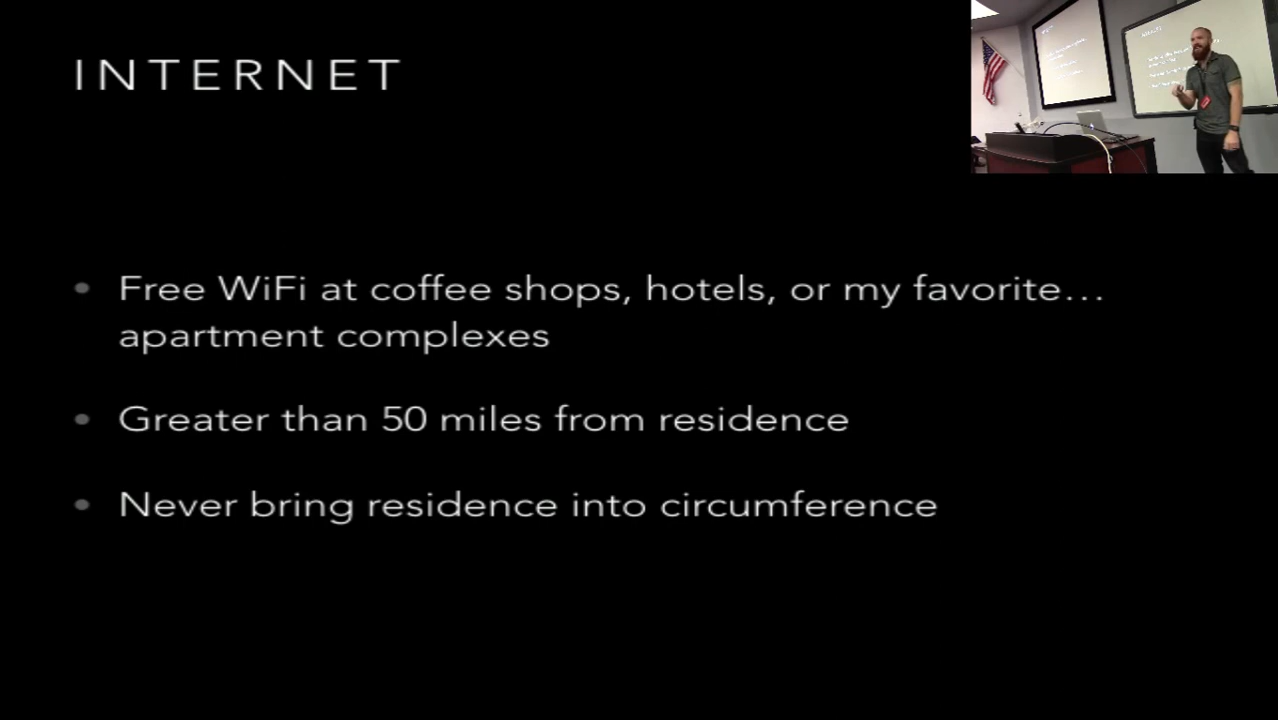 INTERNET
• Free WiFi at coffee shops, hotels, or my favorite…
apartment complexes
• Greater than 50 miles from residence
• Never bring residence into circumference